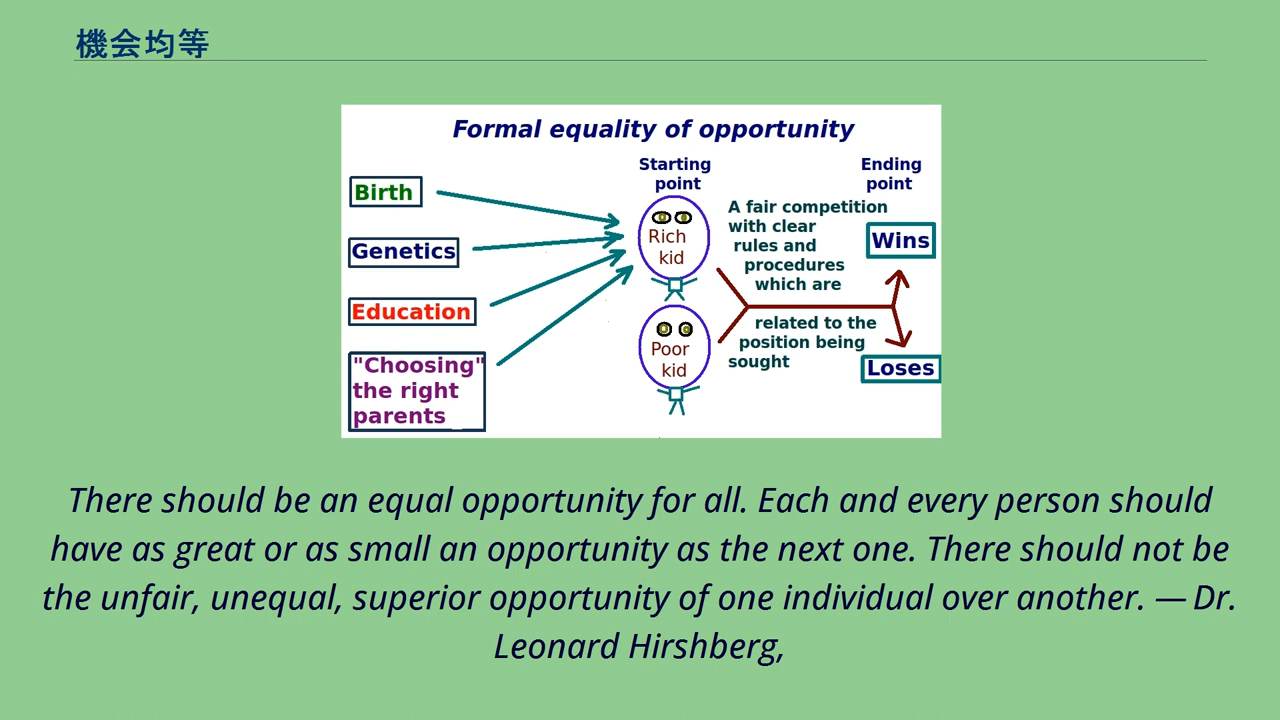 機会均等
Formal equality of opportunity
Starting
point
Ending
point
Birth
Genetics
Education
"Choosing"
the right
parents
Rich
kid
Poor
kid
A fair competition
with clear
rules and
procedures
which are
related to the
position being
sought
Wins
Loses
There should be an equal opportunity for all. Each and every person should
have as great or as small an opportunity as the next one. There should not be
the unfair, unequal, superior opportunity of one individual over another. — Dr.
Leonard Hirshberg,